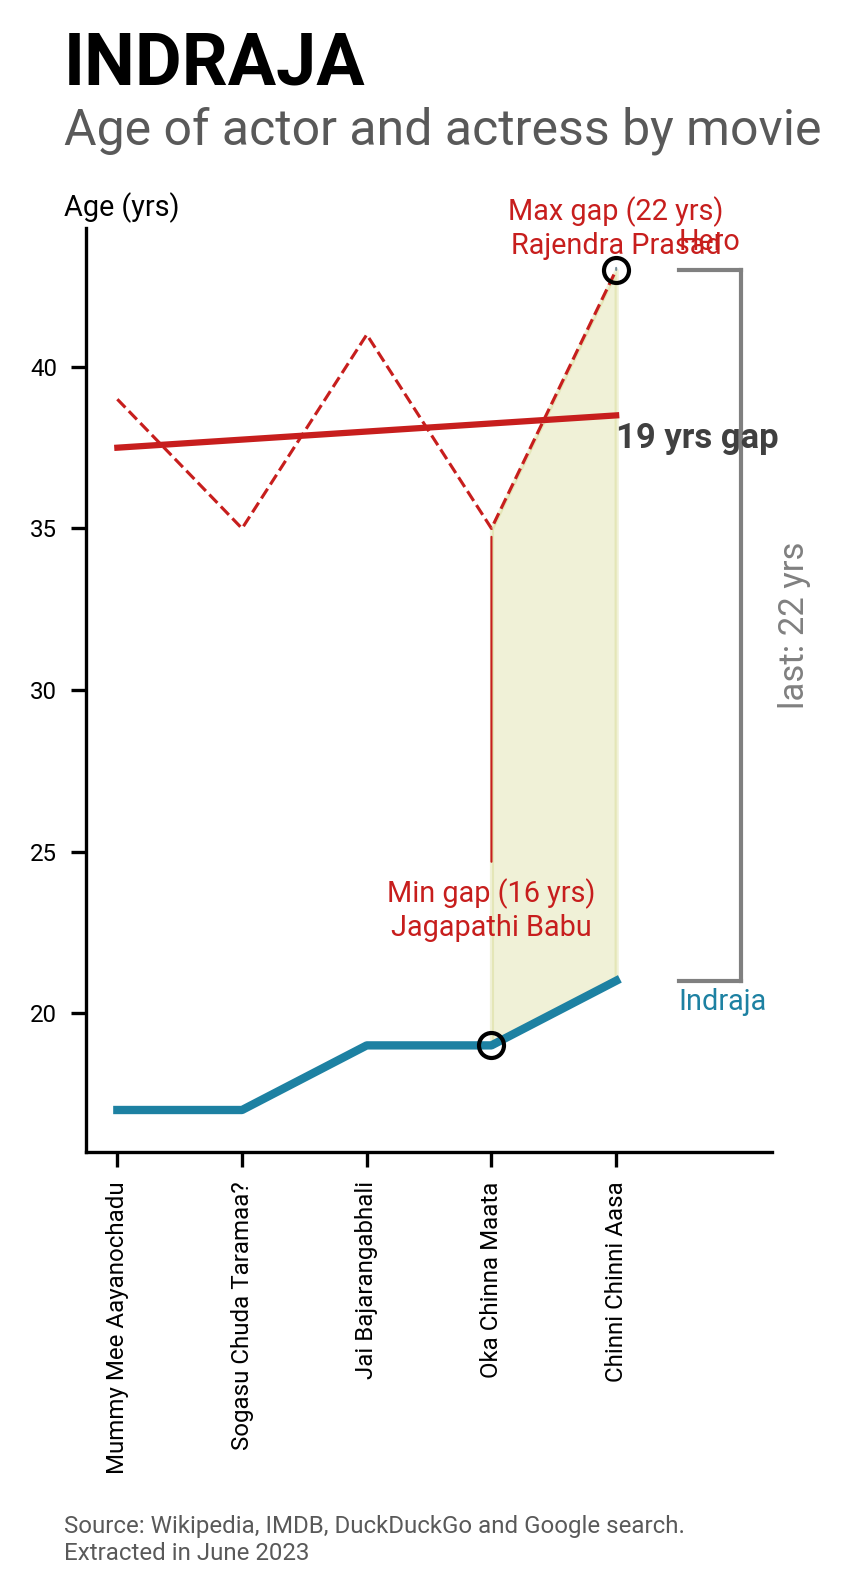 INDRAJA
Age of actor and actress by movie
Age (yrs)
Max gap (22 yrs)
Rajendra Prasad
Hero
40
19 yrs gap
35
last: 22 yrs
30
25
Min gap (16 yrs)
Jagapathi Babu
Indraja
20
Mummy Mee Aayanochadu
Sogasu Chuda Taramaa?
Jai Bajarangabhali
Oka Chinna Maata
Chinni Chinni Aasa
Source: Wikipedia, IMDB, DuckDuckGo and Google search.
Extracted in June 2023